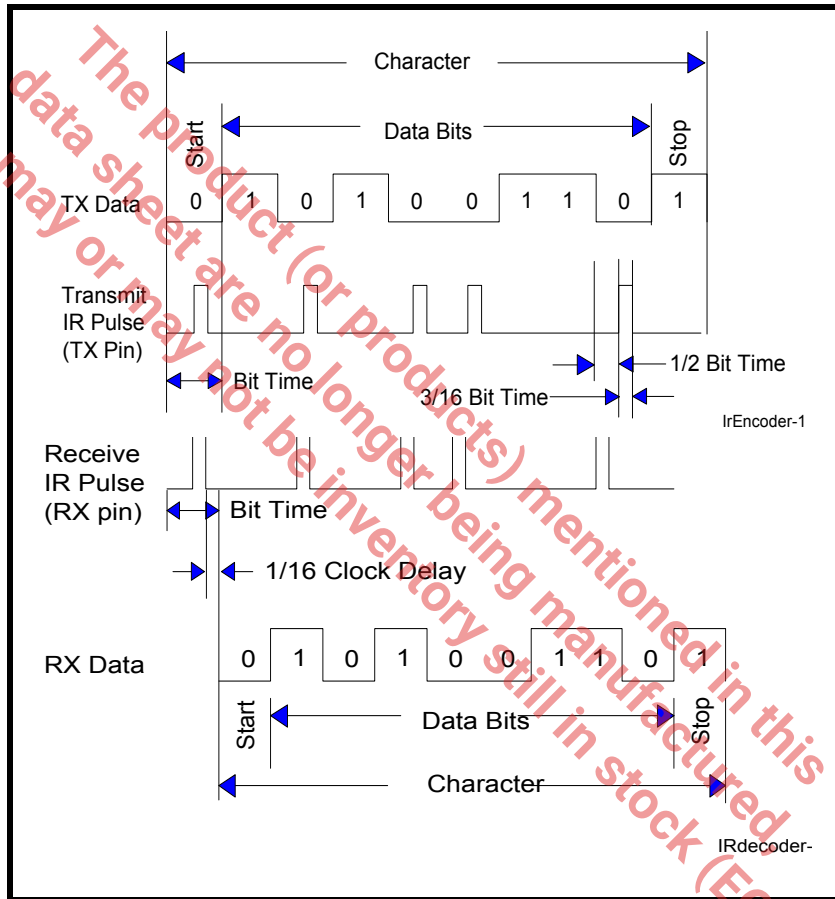 Character
Start
Data Bits
Stop
TX Data
0 1 0 1 0 0 1 1 0 1
Transmit
IR Pulse
(TX Pin)
Bit Time
1/2 Bit Time
3/16 Bit Time
IrEncoder-1
Receive
IR Pulse
(RX pin)
Bit Time
1/16 Clock Delay
RX Data
0 1 0 1 0 0 1 1 0 1
Start
Data Bits
Stop
Character
IRdecoder-
The product (or products) mentioned in this
data sheet are no longer being manufactured,
may or may not be inventory still in stock